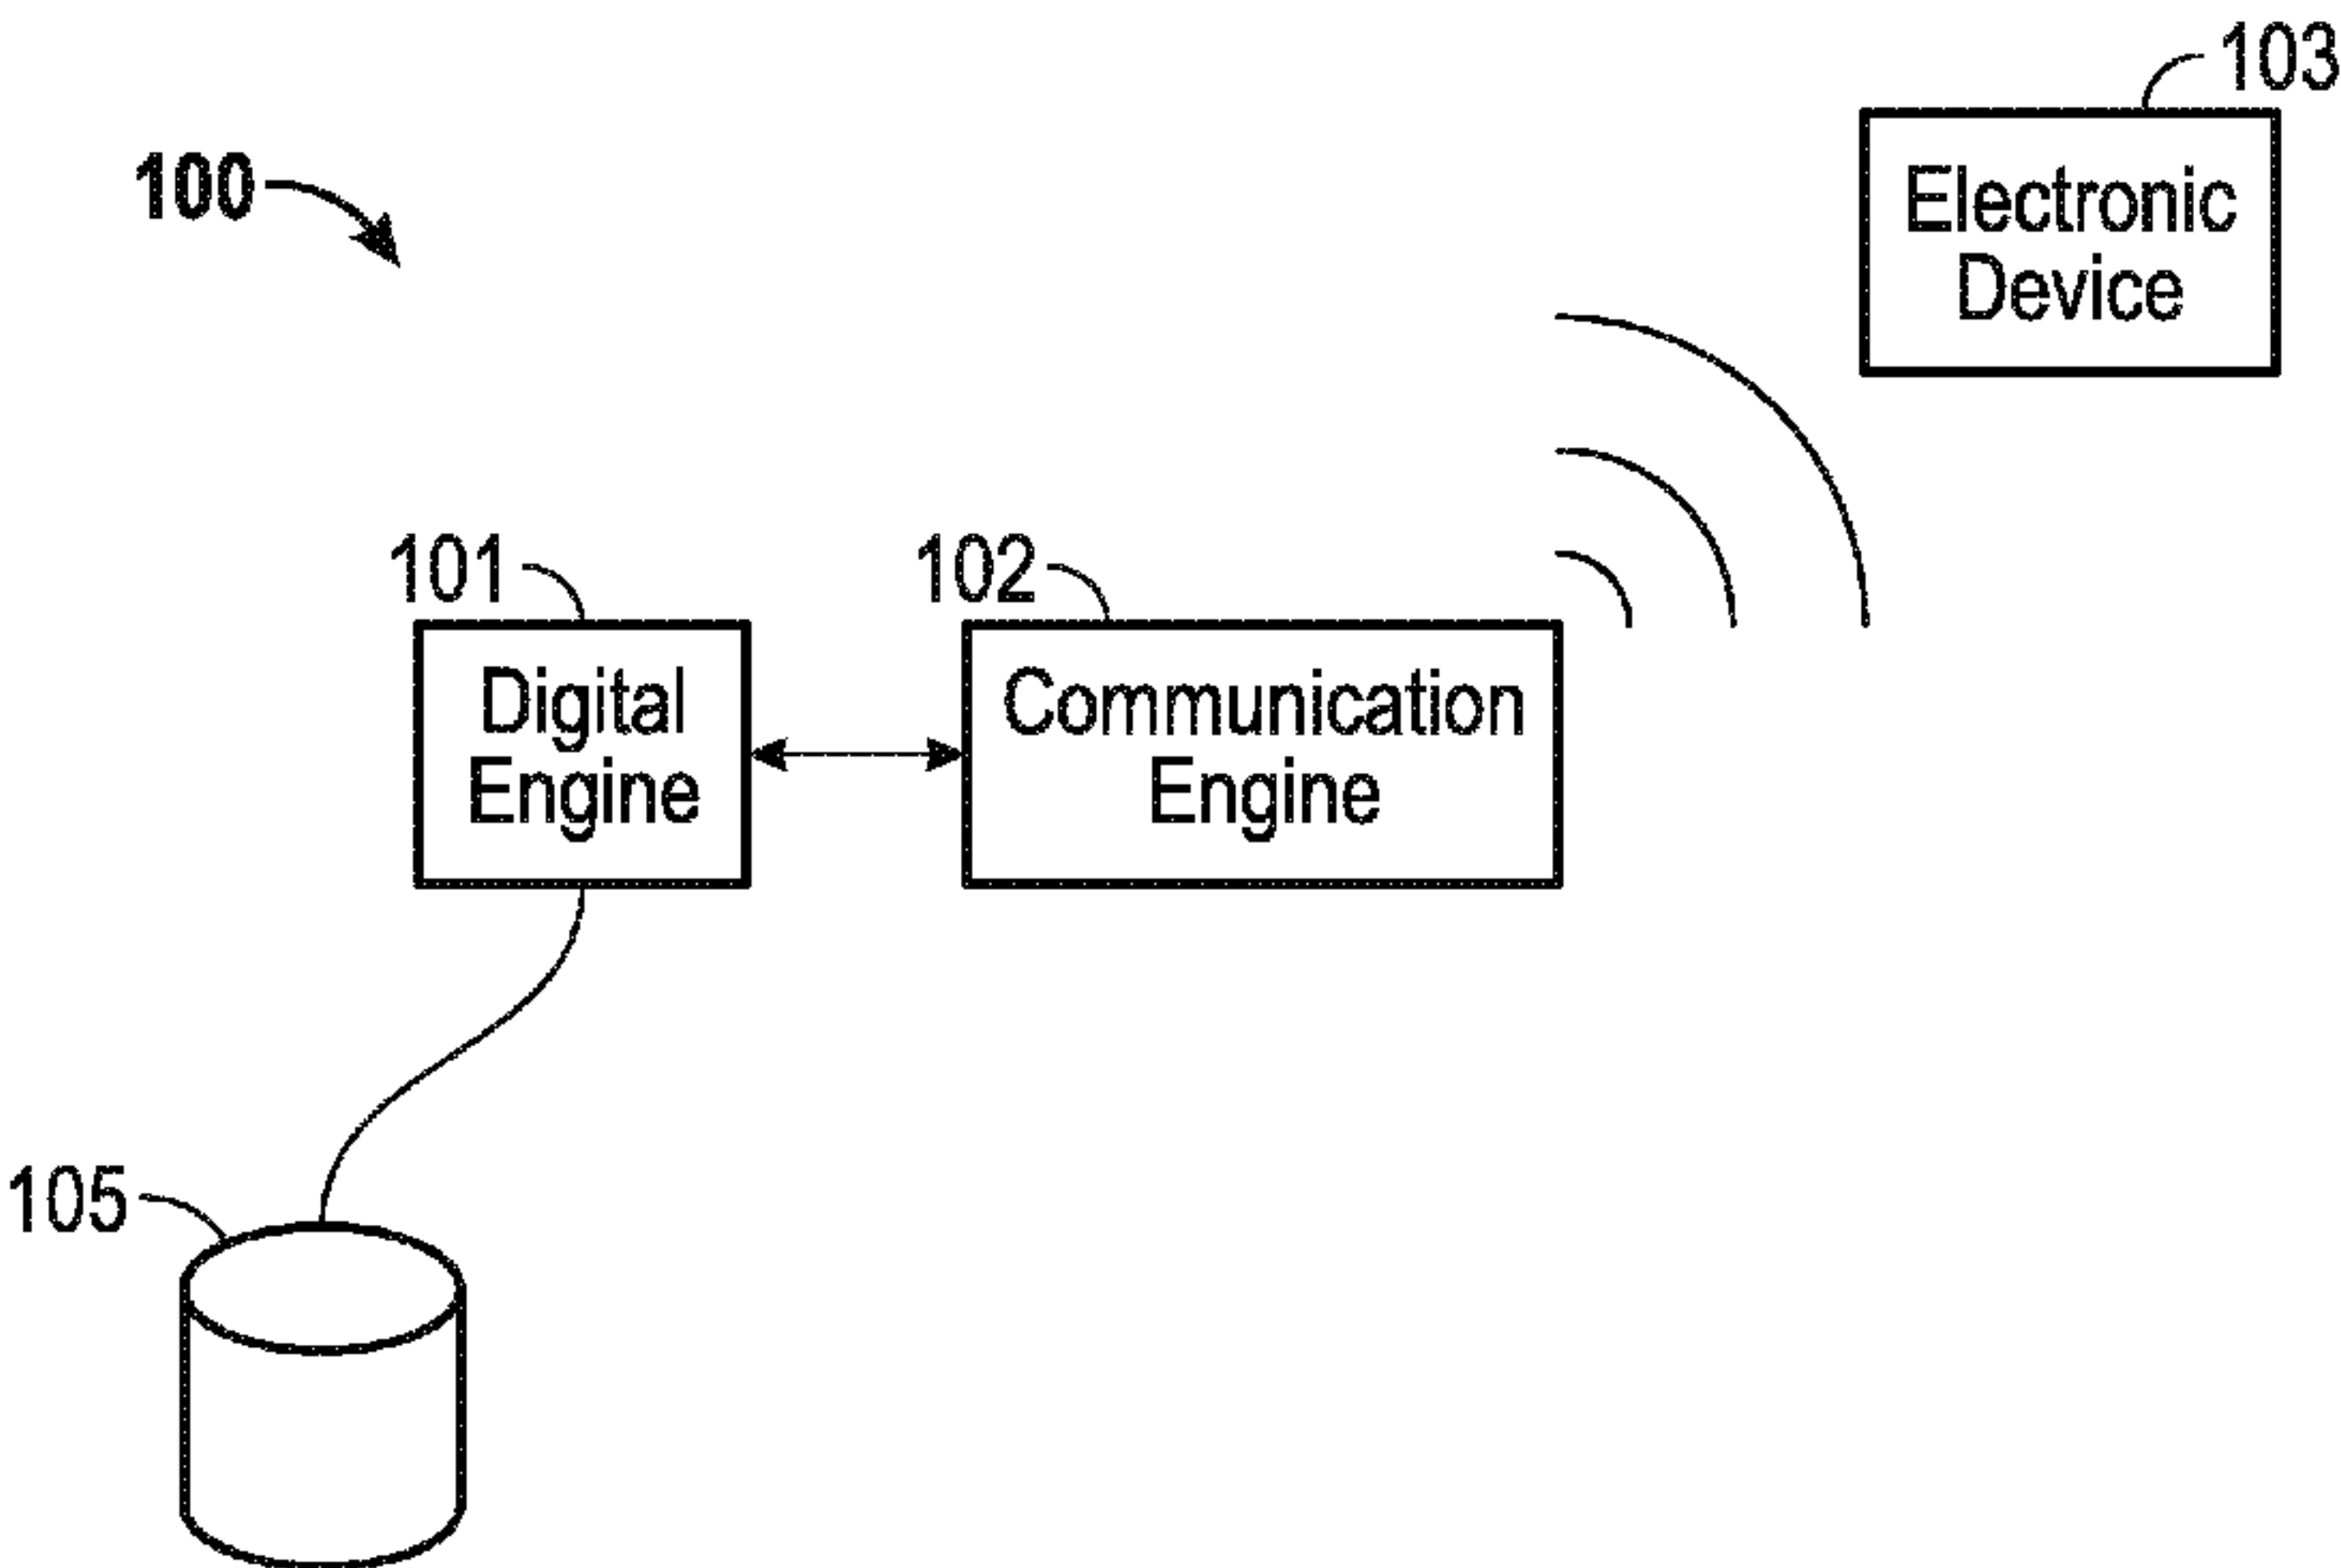 103
100
Electronic
Device
101
102
Digital
Engine
Communication
Engine
105